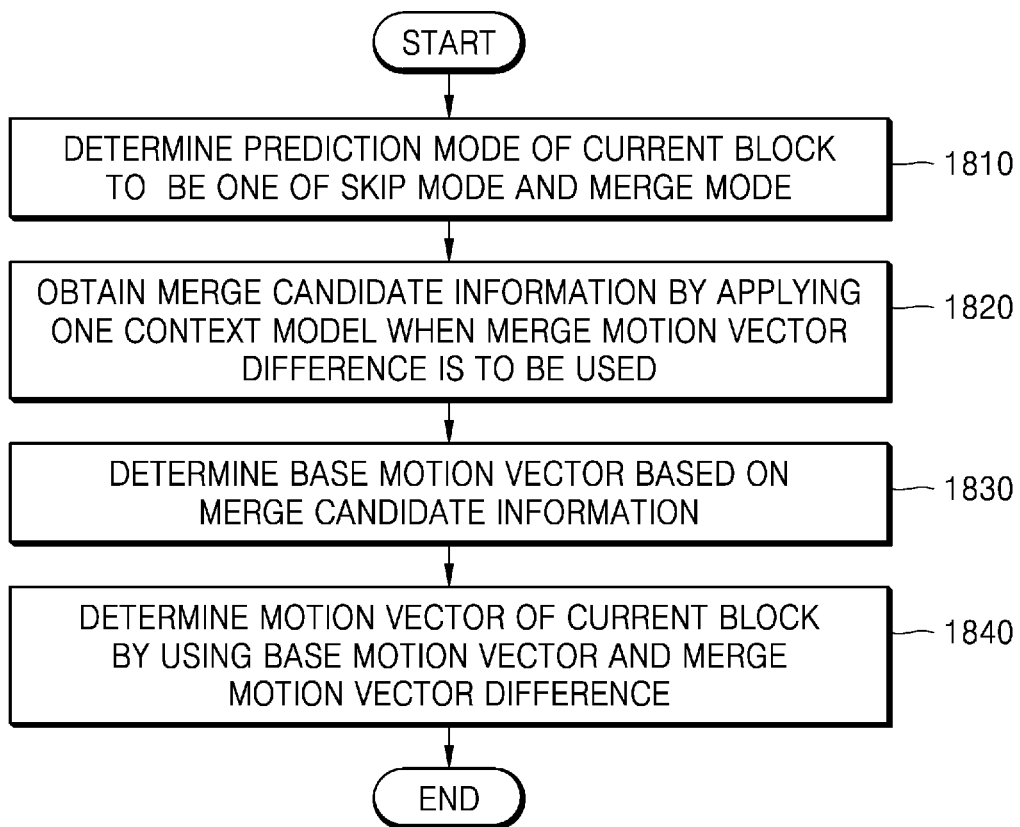 START
DETERMINE PREDICTION MODE OF CURRENT BLOCK
TO BE ONE OF SKIP MODE AND MERGE MODE
1810
OBTAIN MERGE CANDIDATE INFORMATION BY APPLYING
ONE CONTEXT MODEL WHEN MERGE MOTION VECTOR
DIFFERENCE IS TO BE USED
1820
DETERMINE BASE MOTION VECTOR BASED ON
MERGE CANDIDATE INFORMATION
1830
DETERMINE MOTION VECTOR OF CURRENT BLOCK
BY USING BASE MOTION VECTOR AND MERGE
MOTION VECTOR DIFFERENCE
1840
END